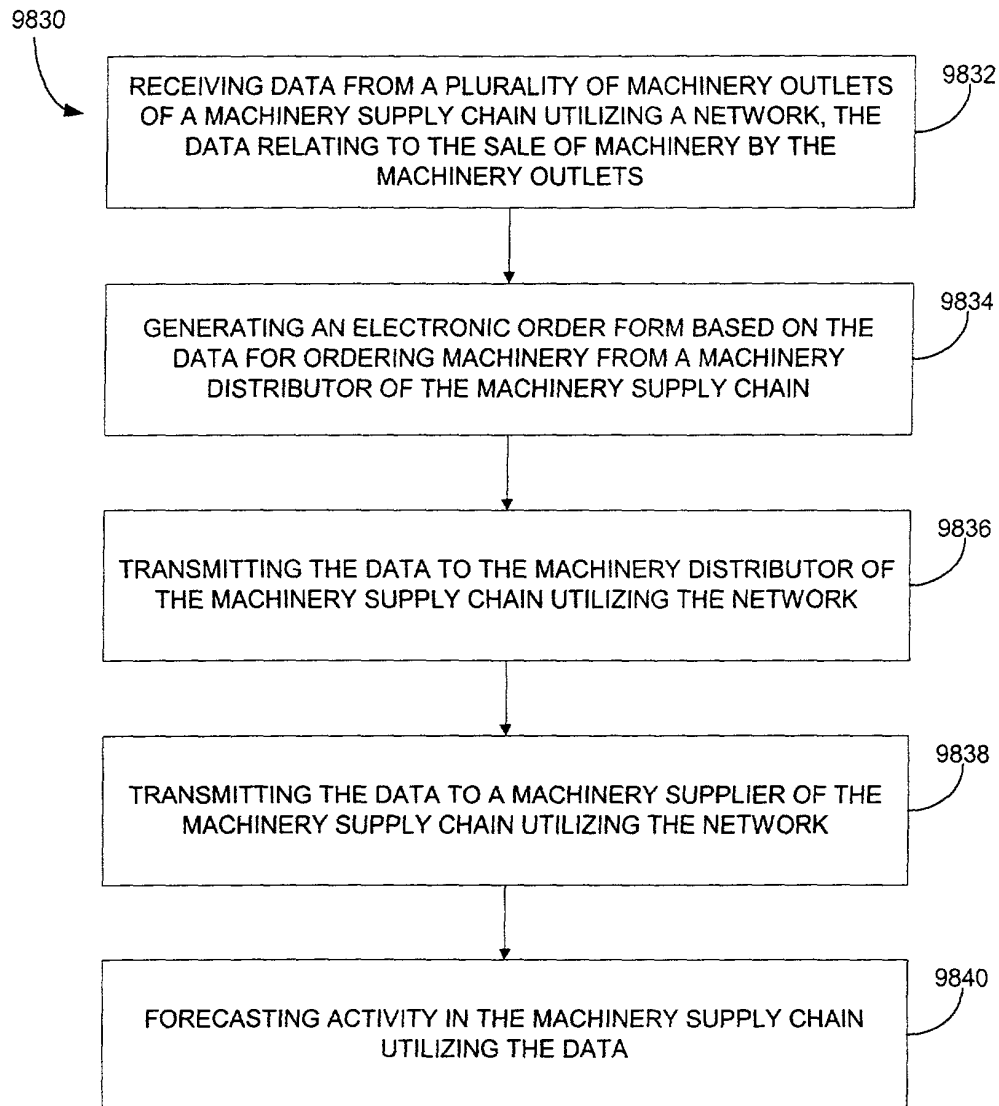 9830
9832
RECEIVING DATA FROM A PLURALITY OF MACHINERY OUTLETS
OF A MACHINERY SUPPLY CHAIN UTILIZING A NETWORK, THE
DATA RELATING TO THE SALE OF MACHINERY BY THE
MACHINERY OUTLETS
9834
GENERATING AN ELECTRONIC ORDER FORM BASED ON THE
DATA FOR ORDERING MACHINERY FROM A MACHINERY
DISTRIBUTOR OF THE MACHINERY SUPPLY CHAIN
9836
TRANSMITTING THE DATA TO THE MACHINERY DISTRIBUTOR OF
THE MACHINERY SUPPLY CHAIN UTILIZING THE NETWORK
9838
TRANSMITTING THE DATA TO A MACHINERY SUPPLIER OF THE
MACHINERY SUPPLY CHAIN UTILIZING THE NETWORK
9840
FORECASTING ACTIVITY IN THE MACHINERY SUPPLY CHAIN
UTILIZING THE DATA